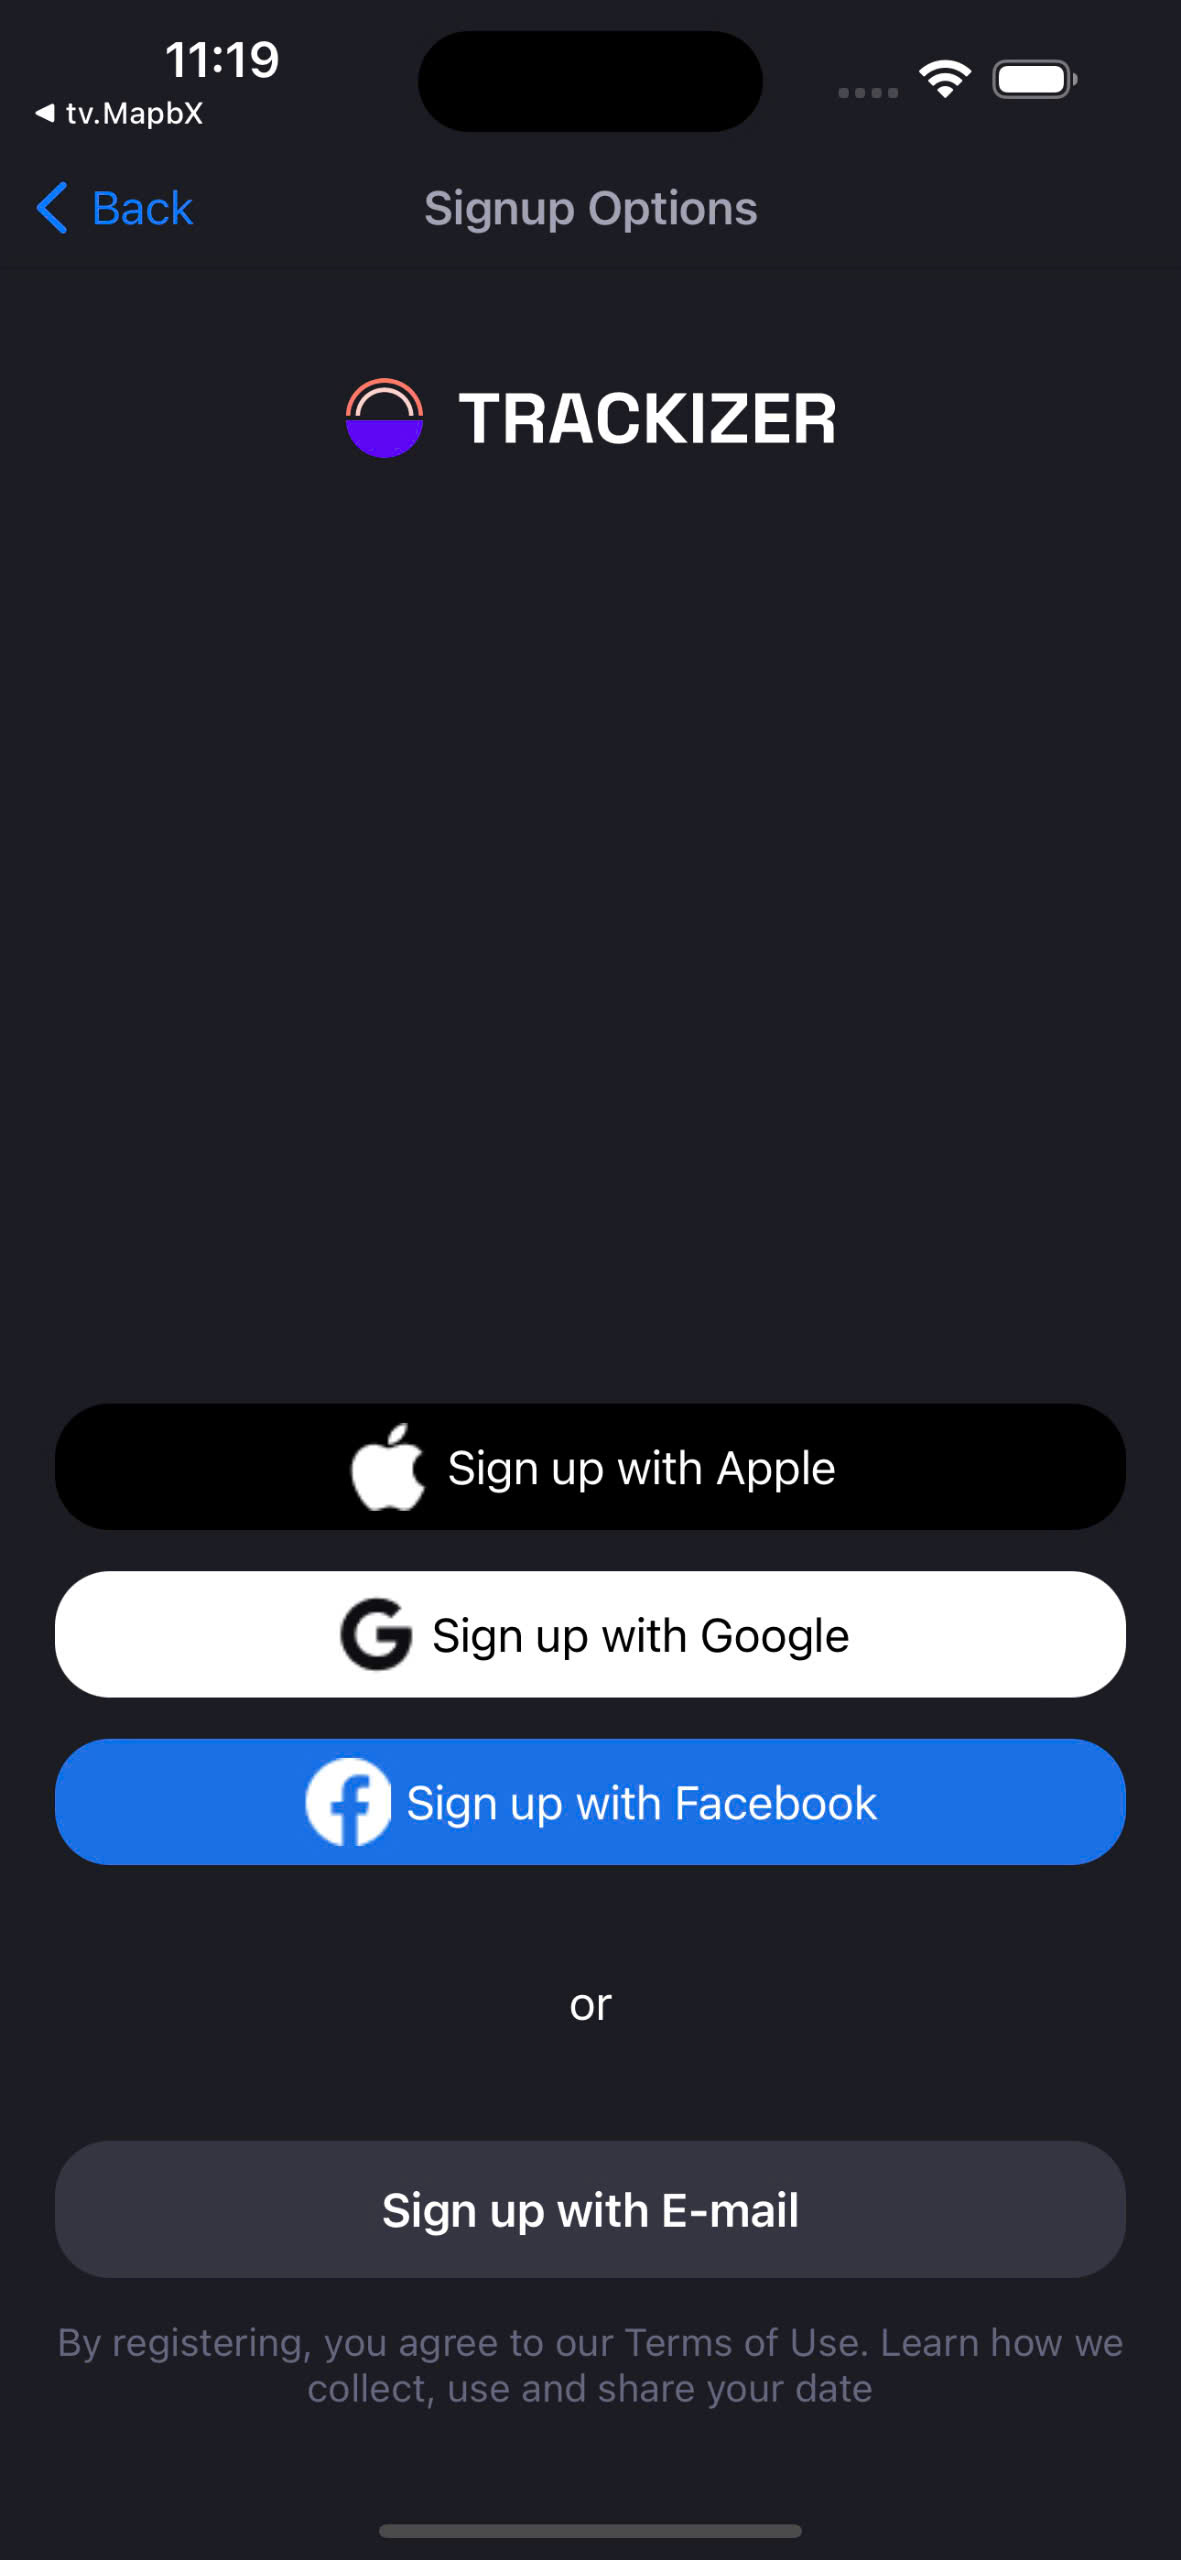 11:19
tv.MapbX
Back
Signup Options
TRACKIZER
Sign up with Apple
Sign up with Google
Sign up with Facebook
or
Sign up with E-mail
By registering, you agree to our Terms of Use. Learn how we
collect, use and share your date